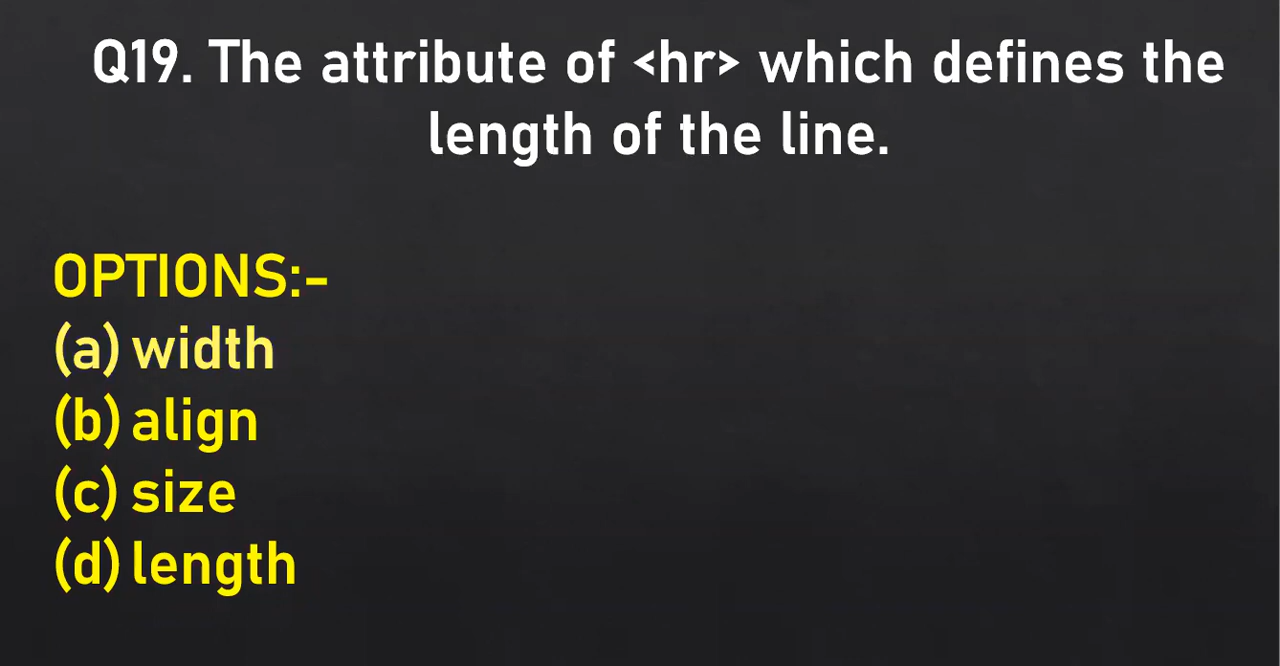 Q19. The attribute of <hr> which defines the
length of the line.
OPTIONS:-
(a) width
(b) align
(c) size
(d) length